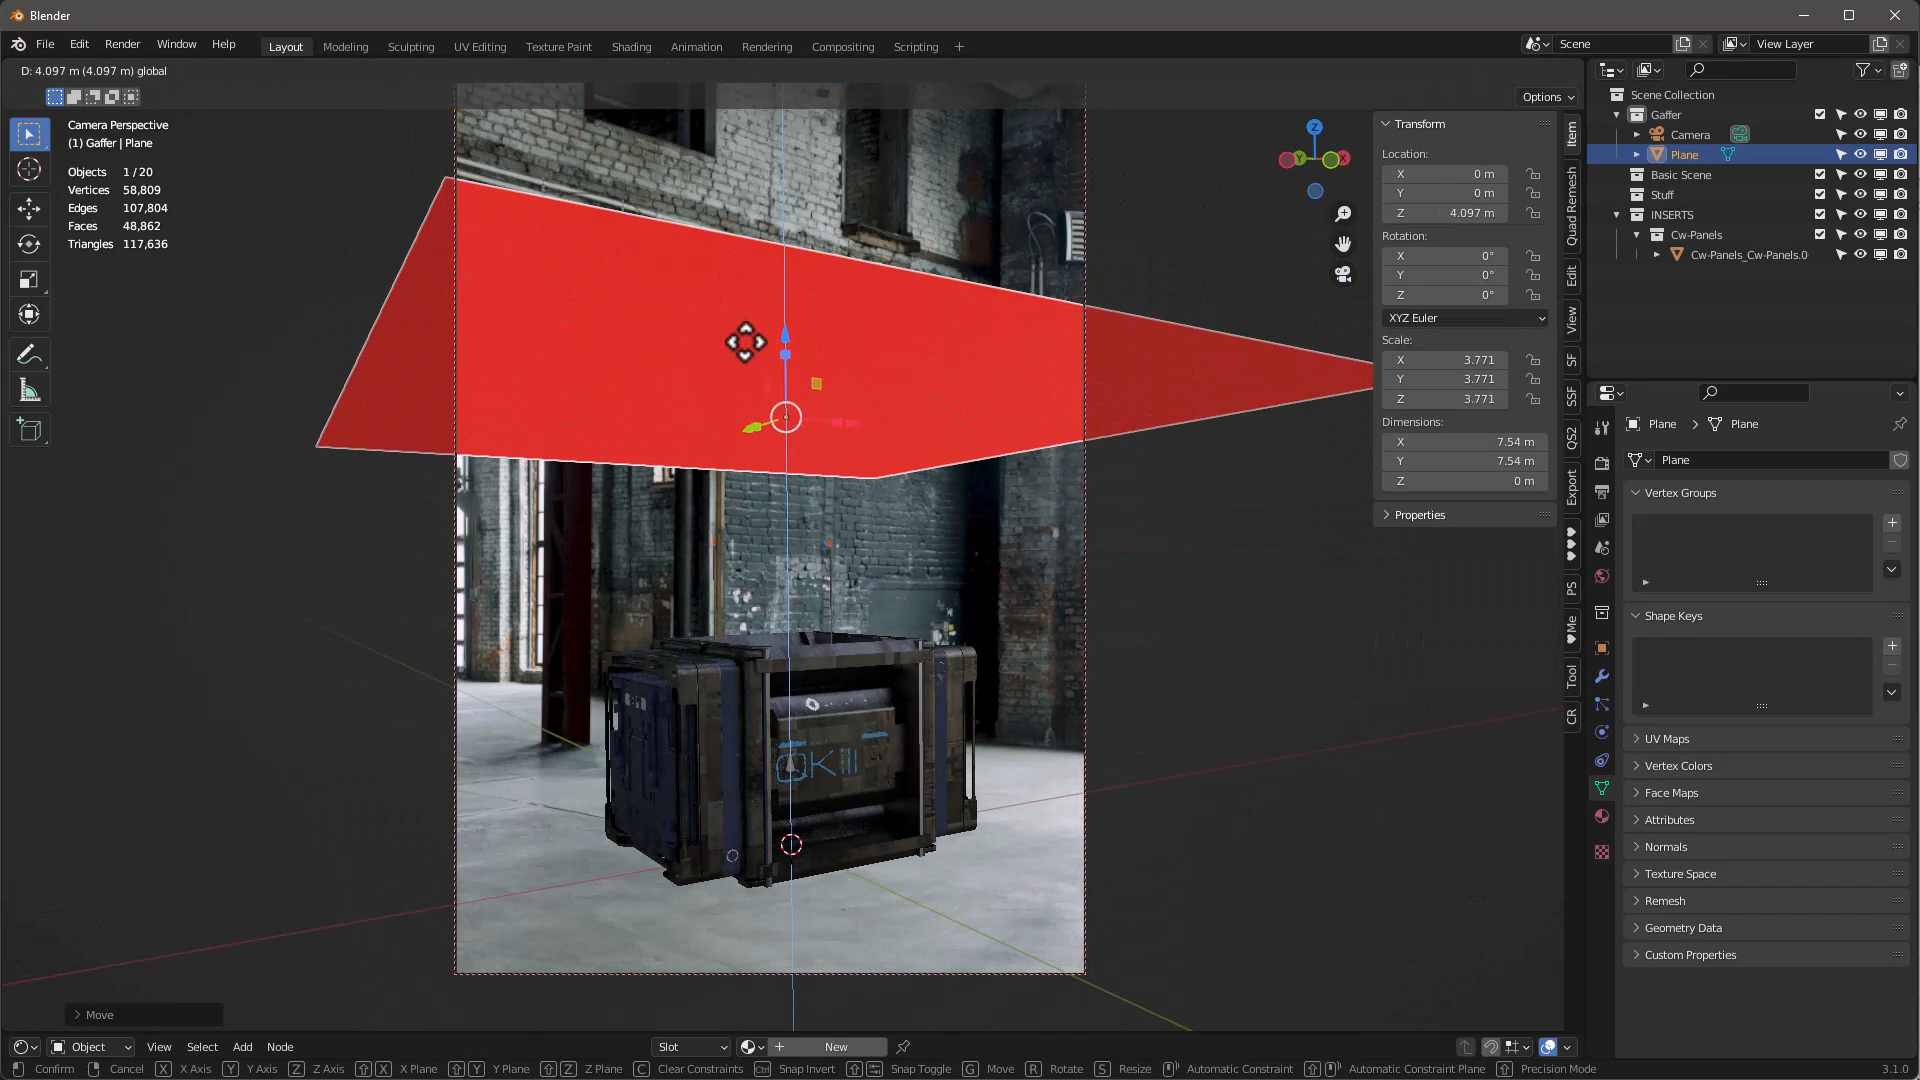 Blender
File Edit Render Window Help Layout Modeling Sculpting UV Editing Texture Paint Shading Animation Rendering Compositing Scripting + Scene View Layer
D: 4.097 m (4.097 m) global
Options
Camera Perspective
(1) Gaffer | Plane
Objects 1 / 20
Vertices 58,809
Edges 107,804
Faces 48,862
Triangles 117,636
Z
Y
X
Transform
Location:
X 0 m
Y 0 m
Z 4.097 m
Rotation:
X 0°
Y 0°
Z 0°
XYZ Euler
Scale:
X 3.771
Y 3.771
Z 3.771
Dimensions:
X 7.54 m
Y 7.54 m
Z 0 m
Properties
Item
Quad Remesh
Edit
View
SF
SSF
QS2
Export
♥♥♥
PS
♥Me
Tool
CR
Scene Collection
Gaffer
Camera
Plane
Basic Scene
Stuff
INSERTS
Cw-Panels
Cw-Panels_Cw-Panels.0
Plane > Plane
Plane
Vertex Groups
Shape Keys
UV Maps
Vertex Colors
Face Maps
Attributes
Normals
Texture Space
Remesh
Geometry Data
Custom Properties
Move
Object View Select Add Node Slot New
Confirm Cancel X X Axis Y Y Axis Z Z Axis X X Plane Y Y Plane Z Z Plane C Clear Constraints Ctrl Snap Invert Snap Toggle G Move R Rotate S Resize Automatic Constraint Automatic Constraint Plane Precision Mode 3.1.0